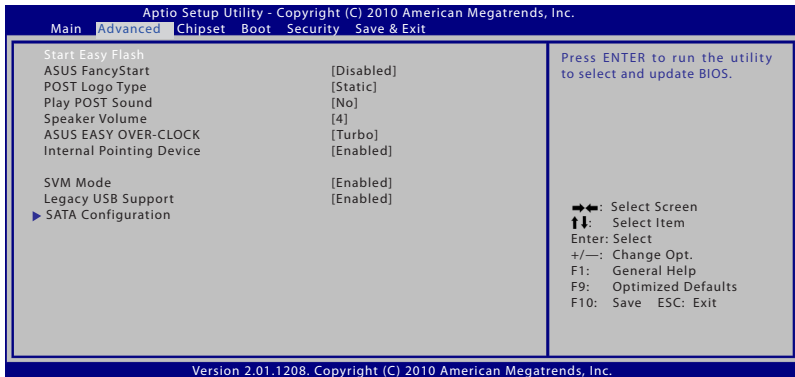 Aptio Setup Utility - Copyright (C) 2010 American Megatrends, Inc.
Main Advanced Chipset Boot Security Save & Exit
Start Easy Flash
ASUS FancyStart [Disabled]
POST Logo Type [Static]
Play POST Sound [No]
Speaker Volume [4]
ASUS EASY OVER-CLOCK [Turbo]
Internal Pointing Device [Enabled]
SVM Mode [Enabled]
Legacy USB Support [Enabled]
SATA Configuration
Press ENTER to run the utility
to select and update BIOS.
→←: Select Screen
↑↓: Select Item
Enter: Select
+/—: Change Opt.
F1: General Help
F9: Optimized Defaults
F10: Save ESC: Exit
Version 2.01.1208. Copyright (C) 2010 American Megatrends, Inc.